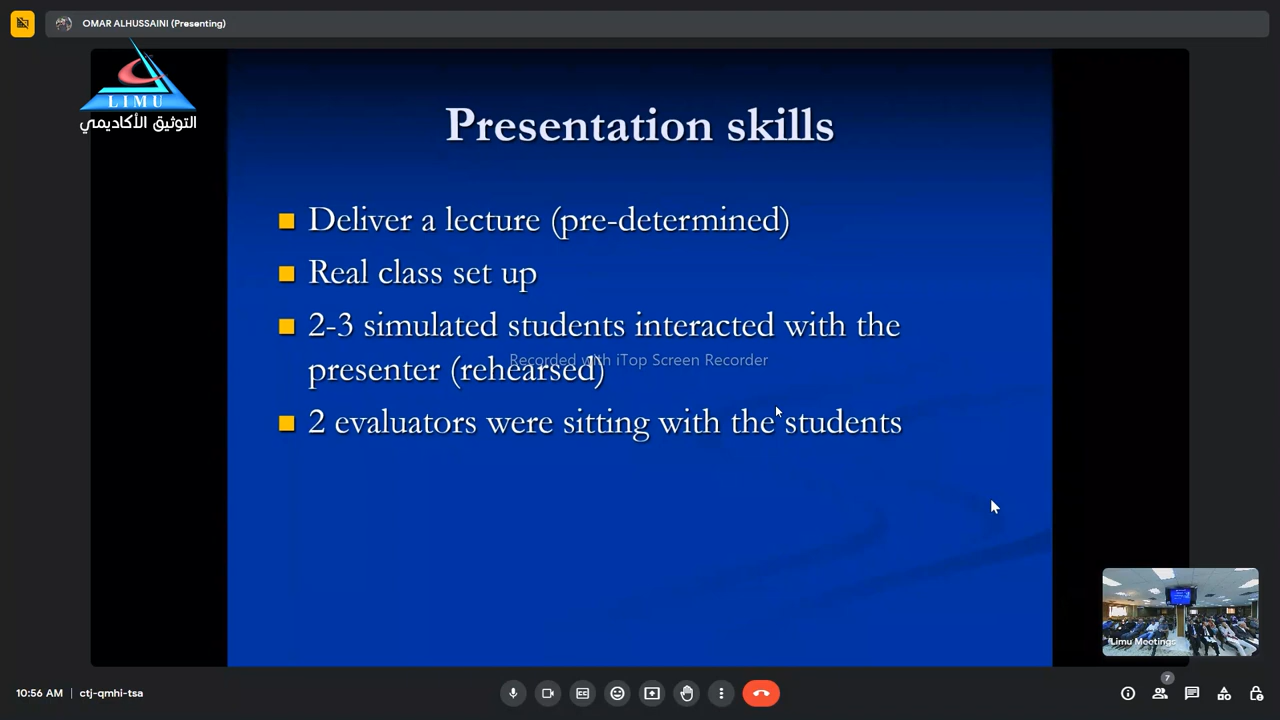 OMAR ALHUSSAINI (Presenting)
LIMU
التوثيق الأكاديمي
Presentation skills
Deliver a lecture (pre-determined)
Real class set up
2-3 simulated students interacted with the
Recorded with iTop Screen Recorder
presenter (rehearsed)
2 evaluators were sitting with the students
Limu Meetings
7
10:56 AM | ctj-qmhi-tsa